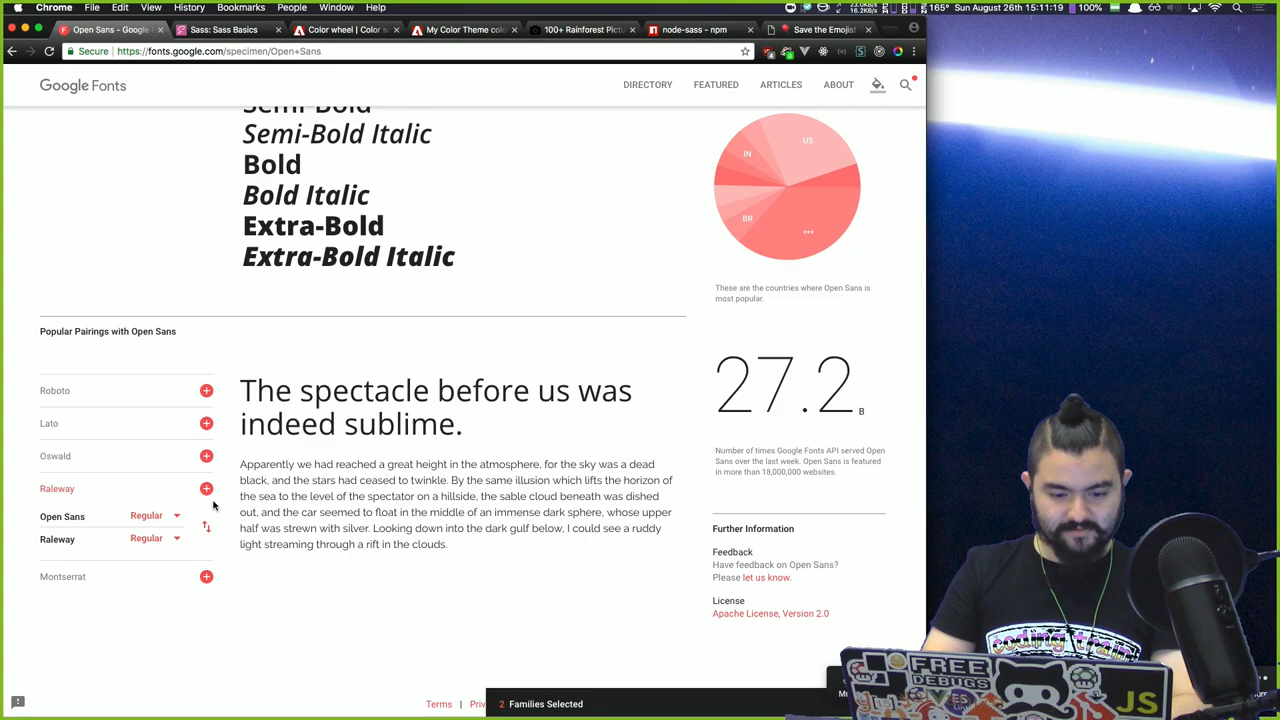 Chrome File Edit View History Bookmarks People Window Help
165° Sun August 26th 15:11:19 100%
Open Sans - Google
Sass: Sass Basics
Color wheel | Color s
My Color Theme colo
100+ Rainforest Pictu
node-sass - npm
Save the Emojis!
Secure https://fonts.google.com/specimen/Open+Sans
Google Fonts
DIRECTORY FEATURED ARTICLES ABOUT
Semi-Bold
Semi-Bold Italic
Bold
Bold Italic
Extra-Bold
Extra-Bold Italic
US
IN
BR
***
These are the countries where Open Sans is
most popular.
Popular Pairings with Open Sans
Roboto
Lato
Oswald
Raleway
Open Sans Regular
Raleway Regular
Montserrat
The spectacle before us was
indeed sublime.
Apparently we had reached a great height in the atmosphere, for the sky was a dead
black, and the stars had ceased to twinkle. By the same illusion which lifts the horizon of
the sea to the level of the spectator on a hillside, the sable cloud beneath was dished
out, and the car seemed to float in the middle of an immense dark sphere, whose upper
half was strewn with silver. Looking down into the dark gulf below, I could see a ruddy
light streaming through a rift in the clouds.
27.2 B
Number of times Google Fonts API served Open
Sans over the last week. Open Sans is featured
in more than 18,000,000 websites.
Further Information
Feedback
Have feedback on Open Sans?
Please let us know.
License
Apache License, Version 2.0
Terms | Priv
2 Families Selected
coding train
FREE
DEBUGS
JS